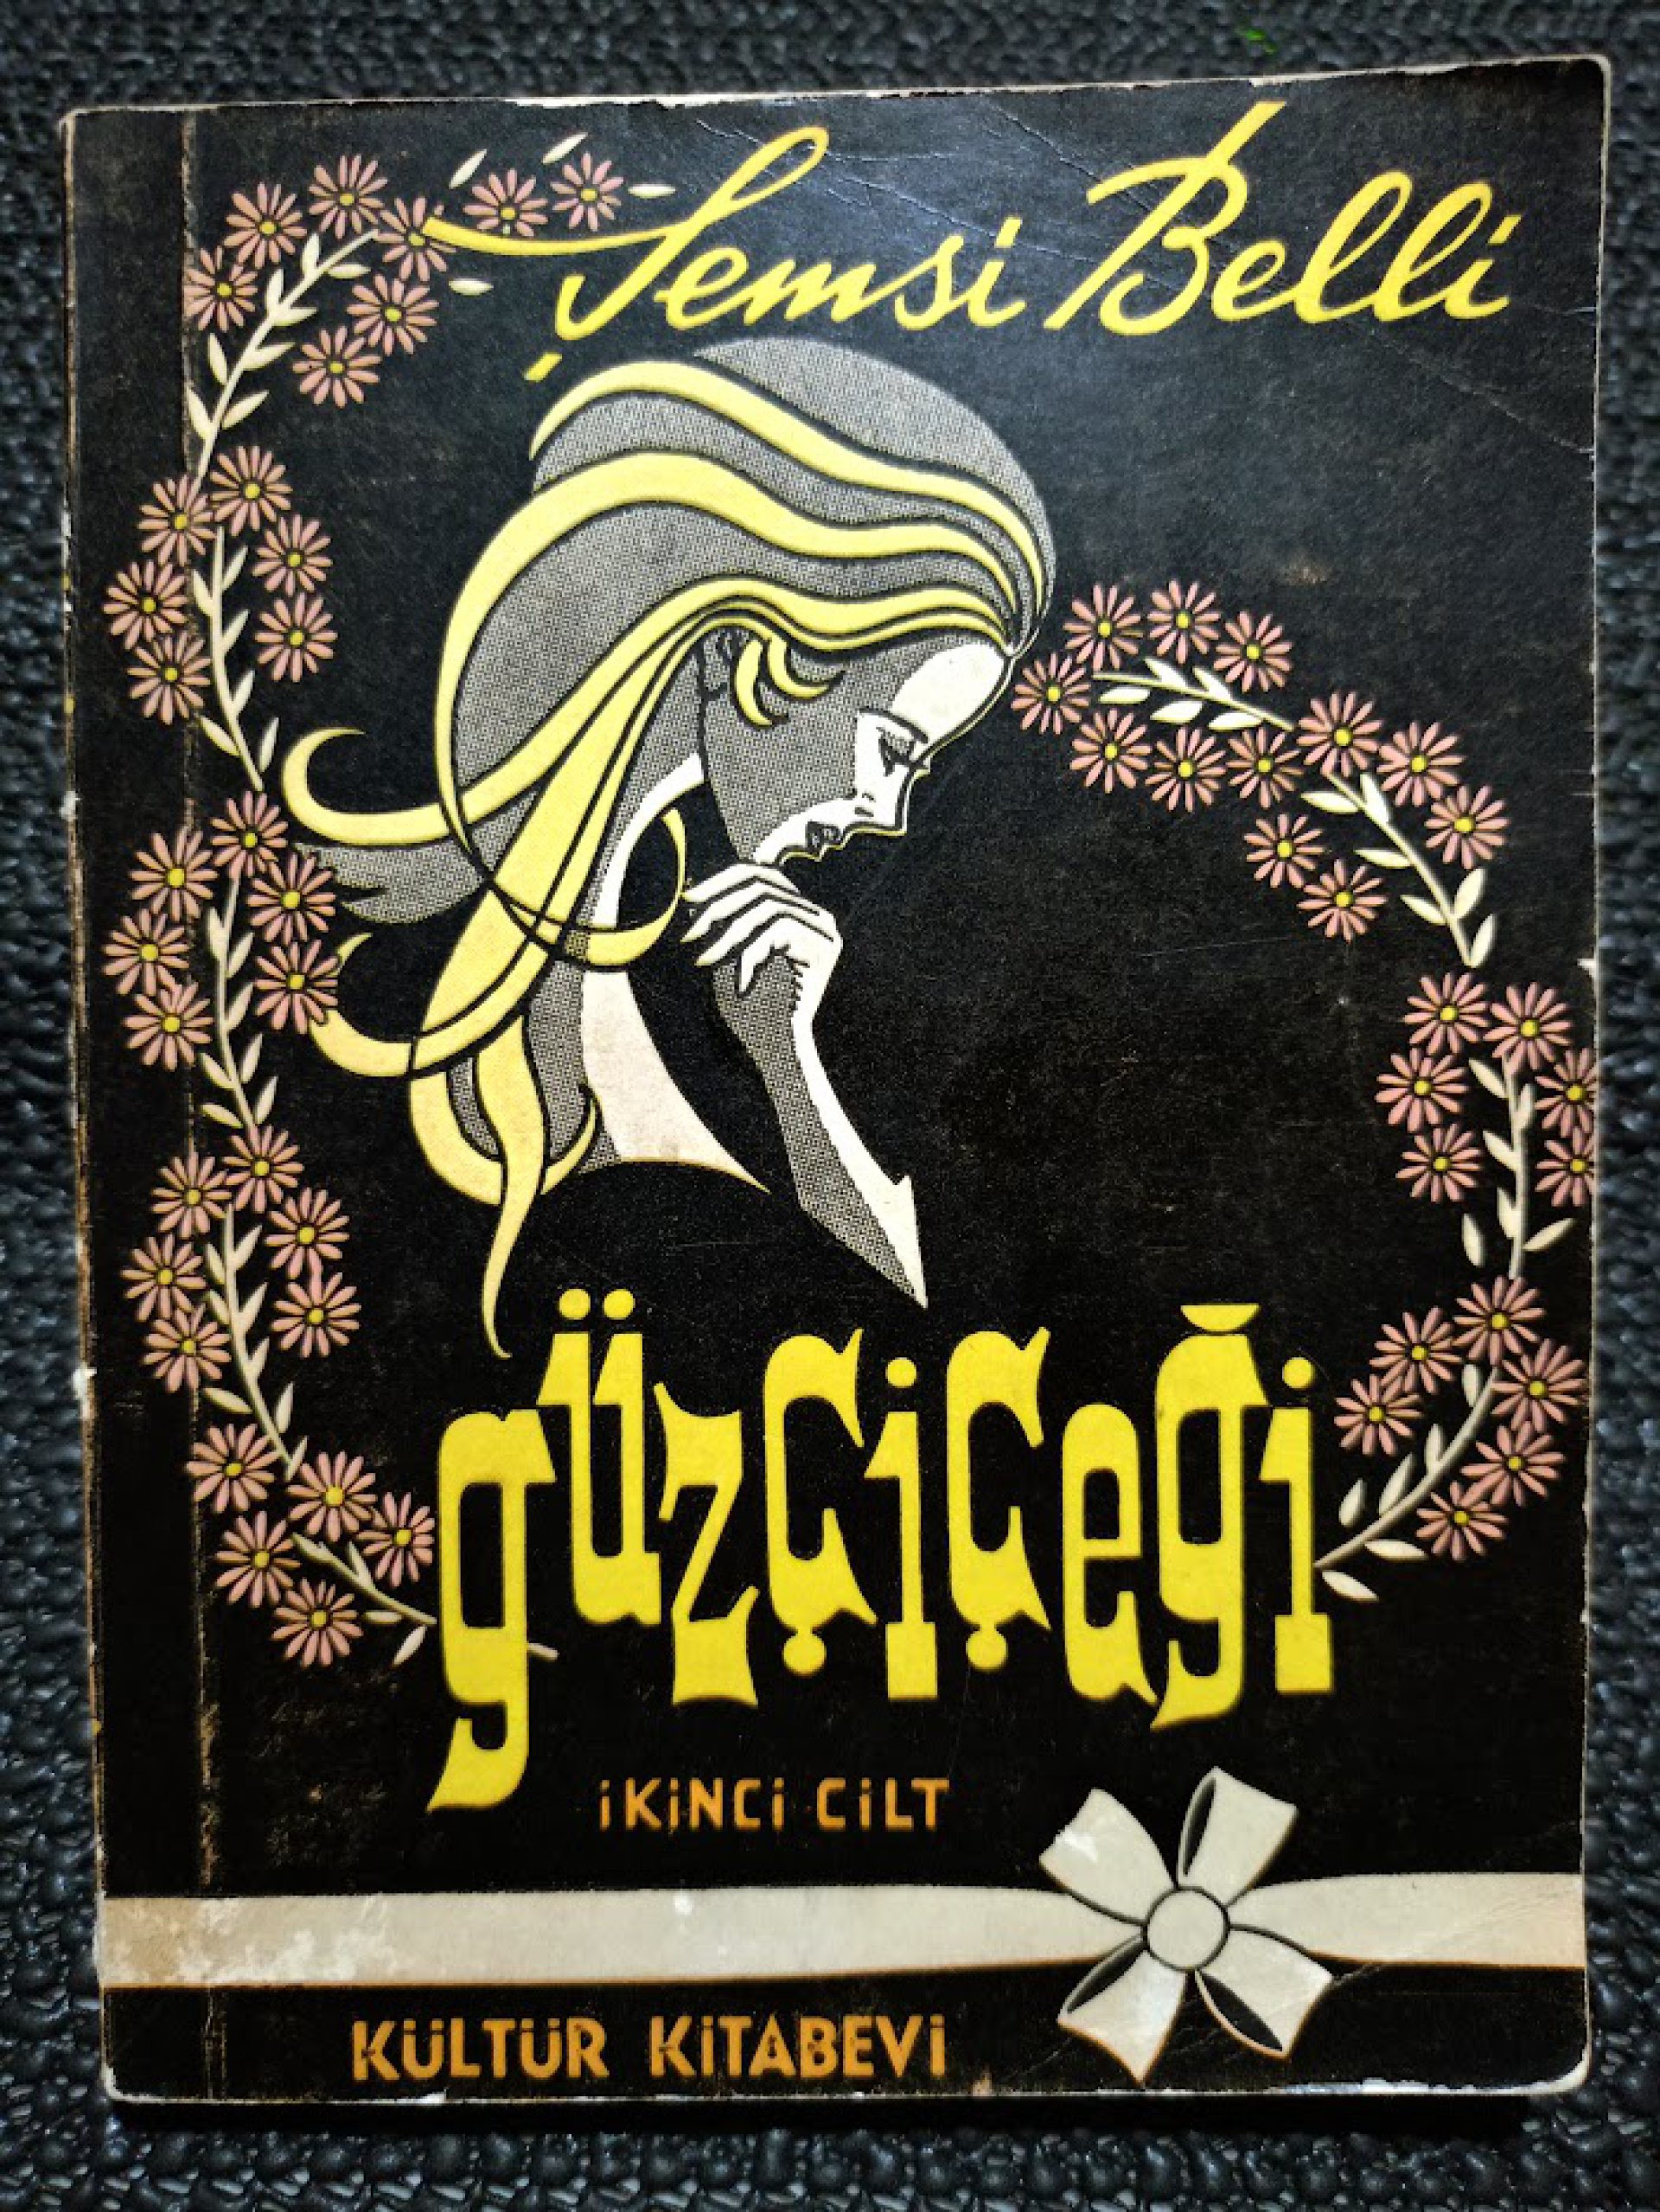 Şemsi Belli
güzçiçeği
İKİNCİ CİLT
KÜLTÜR KİTABEVİ